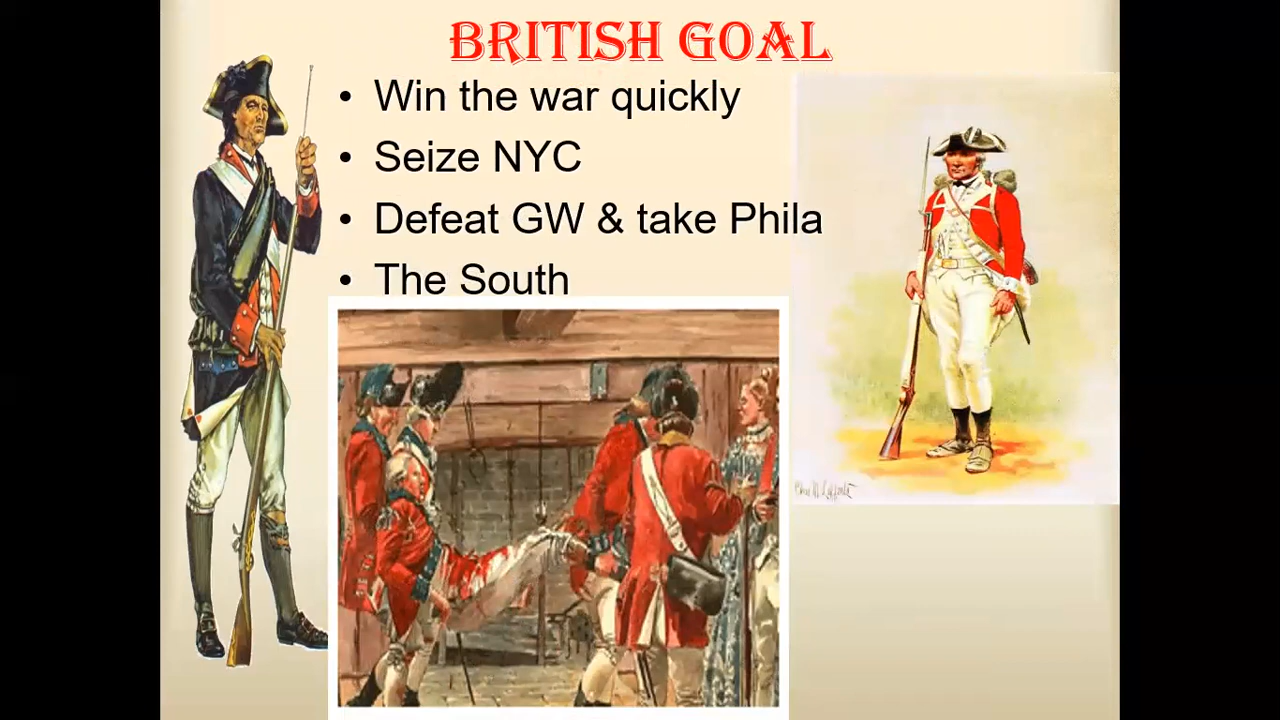 BRITISH GOAL
• Win the war quickly
• Seize NYC
• Defeat GW & take Phila
• The South